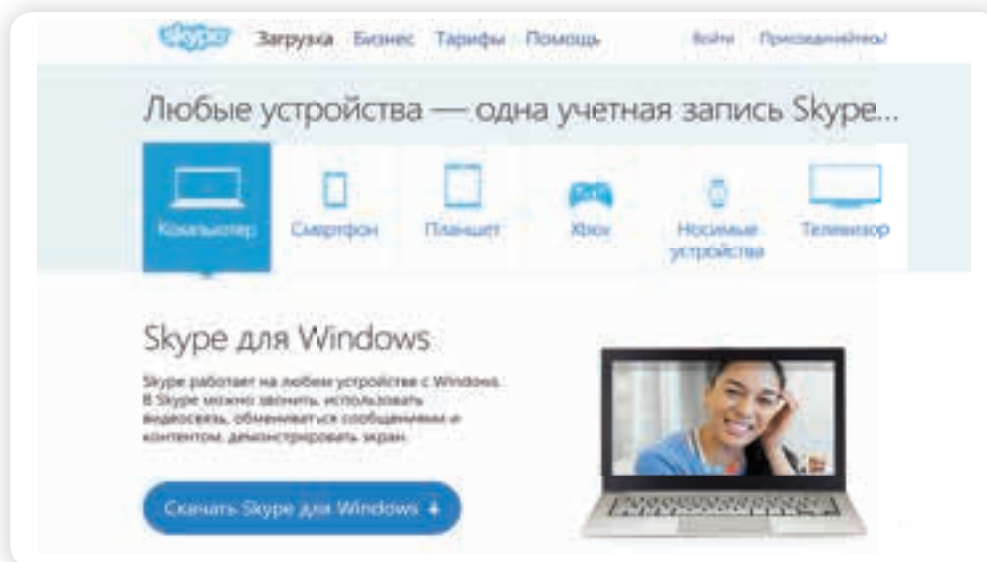 skype Загрузка Бизнес Тарифы Помощь Войти Присоединяйтесь!
Любые устройства — одна учетная запись Skype...
Компьютер Смартфон Планшет Xbox Носимые устройства Телевизор
Skype для Windows
Skype работает на любом устройстве с Windows.
В Skype можно звонить, использовать
видеосвязь, обмениваться сообщениями и
контентом, демонстрировать экран.
Скачать Skype для Windows